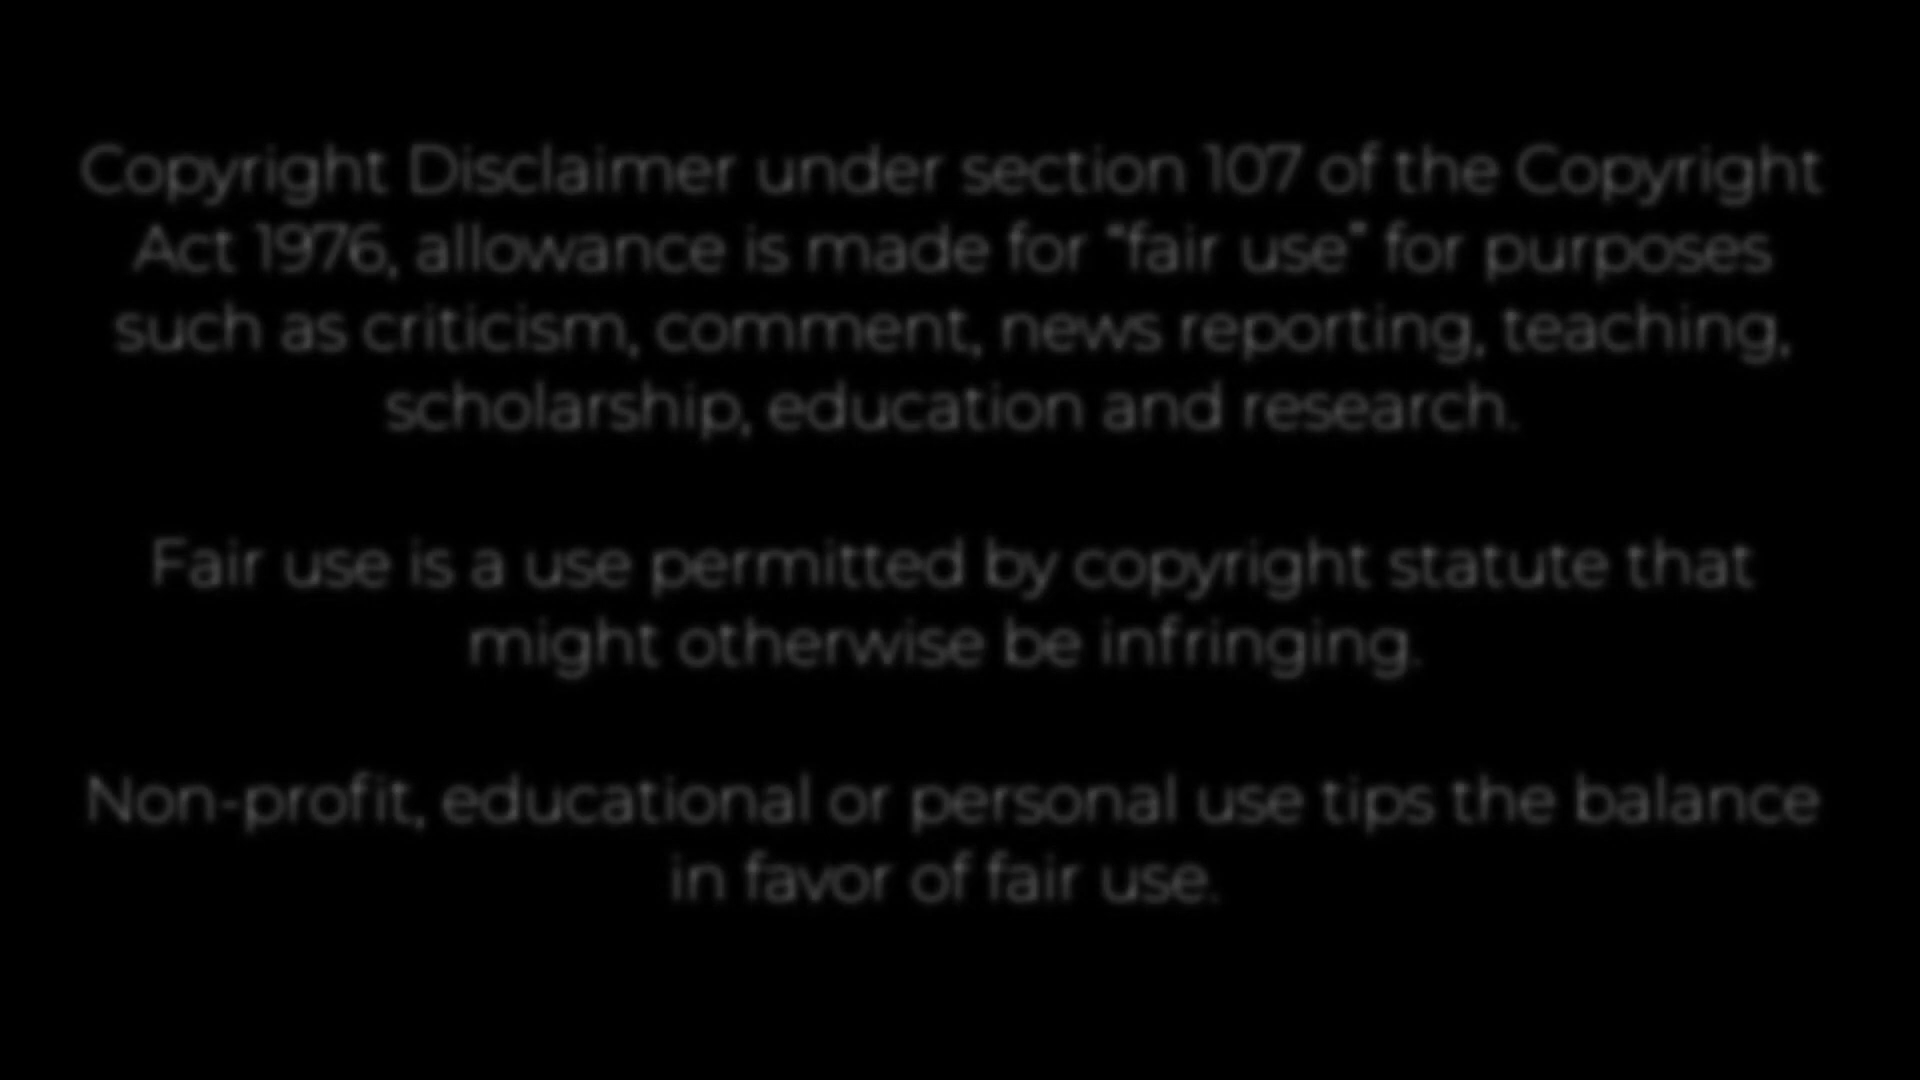 Copyright Disclaimer under section 107 of the Copyright
Act 1976, allowance is made for “fair use” for purposes
such as criticism, comment, news reporting, teaching,
scholarship, education and research.
Fair use is a use permitted by copyright statute that
might otherwise be infringing.
Non-profit, educational or personal use tips the balance
in favor of fair use.